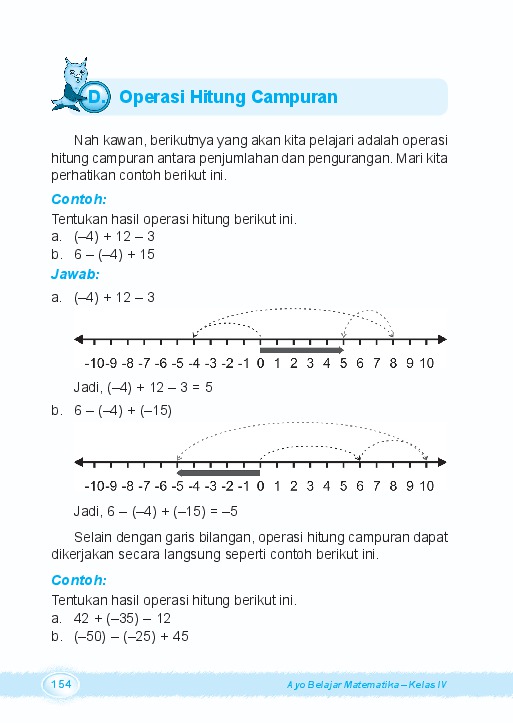 D. Operasi Hitung Campuran
Nah kawan, berikutnya yang akan kita pelajari adalah operasi
hitung campuran antara penjumlahan dan pengurangan. Mari kita
perhatikan contoh berikut ini.
Contoh:
Tentukan hasil operasi hitung berikut ini.
a. (–4) + 12 – 3
b. 6 – (–4) + 15
Jawab:
a. (–4) + 12 – 3
-10 -9 -8 -7 -6 -5 -4 -3 -2 -1 0 1 2 3 4 5 6 7 8 9 10
Jadi, (–4) + 12 – 3 = 5
b. 6 – (–4) + (–15)
-10 -9 -8 -7 -6 -5 -4 -3 -2 -1 0 1 2 3 4 5 6 7 8 9 10
Jadi, 6 – (–4) + (–15) = –5
Selain dengan garis bilangan, operasi hitung campuran dapat
dikerjakan secara langsung seperti contoh berikut ini.
Contoh:
Tentukan hasil operasi hitung berikut ini.
a. 42 + (–35) – 12
b. (–50) – (–25) + 45
154 Ayo Belajar Matematika – Kelas IV